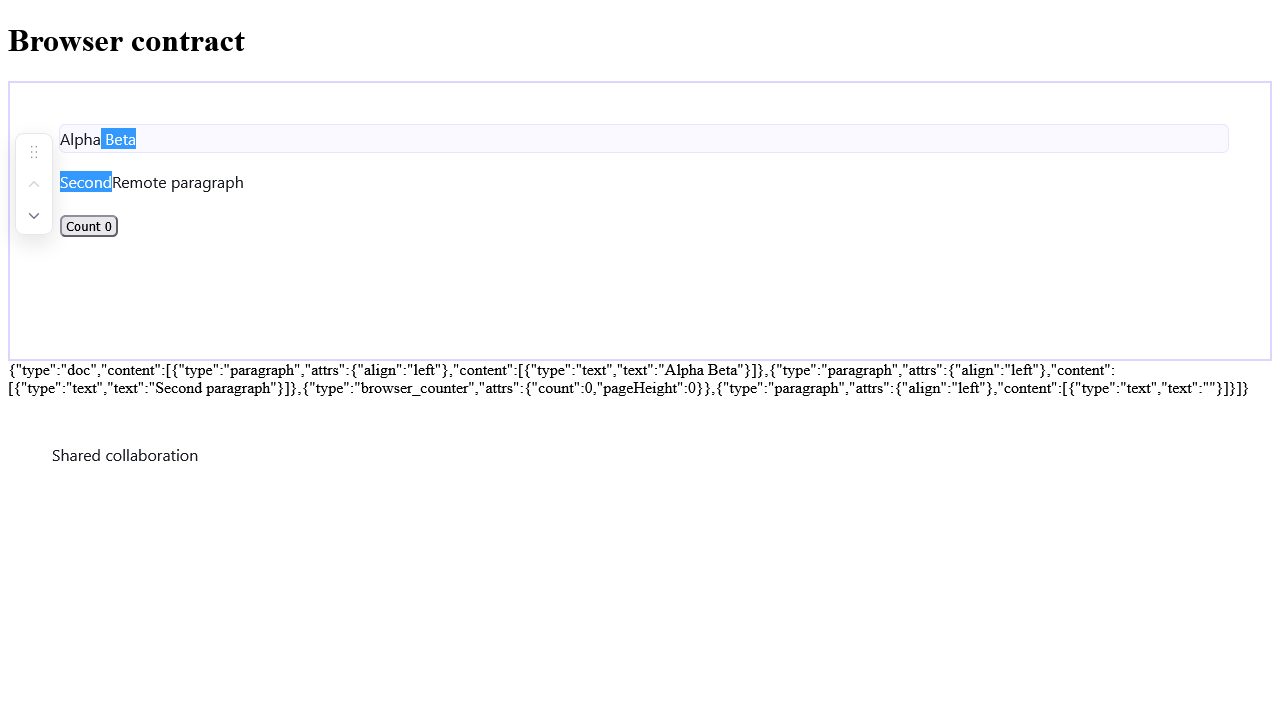 Browser contract
Alpha Beta
SecondRemote paragraph
Count 0
{"type":"doc","content":[{"type":"paragraph","attrs":{"align":"left"},"content":[{"type":"text","text":"Alpha Beta"}]},{"type":"paragraph","attrs":{"align":"left"},"content":
[{"type":"text","text":"Second paragraph"}]},{"type":"browser_counter","attrs":{"count":0,"pageHeight":0}},{"type":"paragraph","attrs":{"align":"left"},"content":[{"type":"text","text":""}]}]}
Shared collaboration